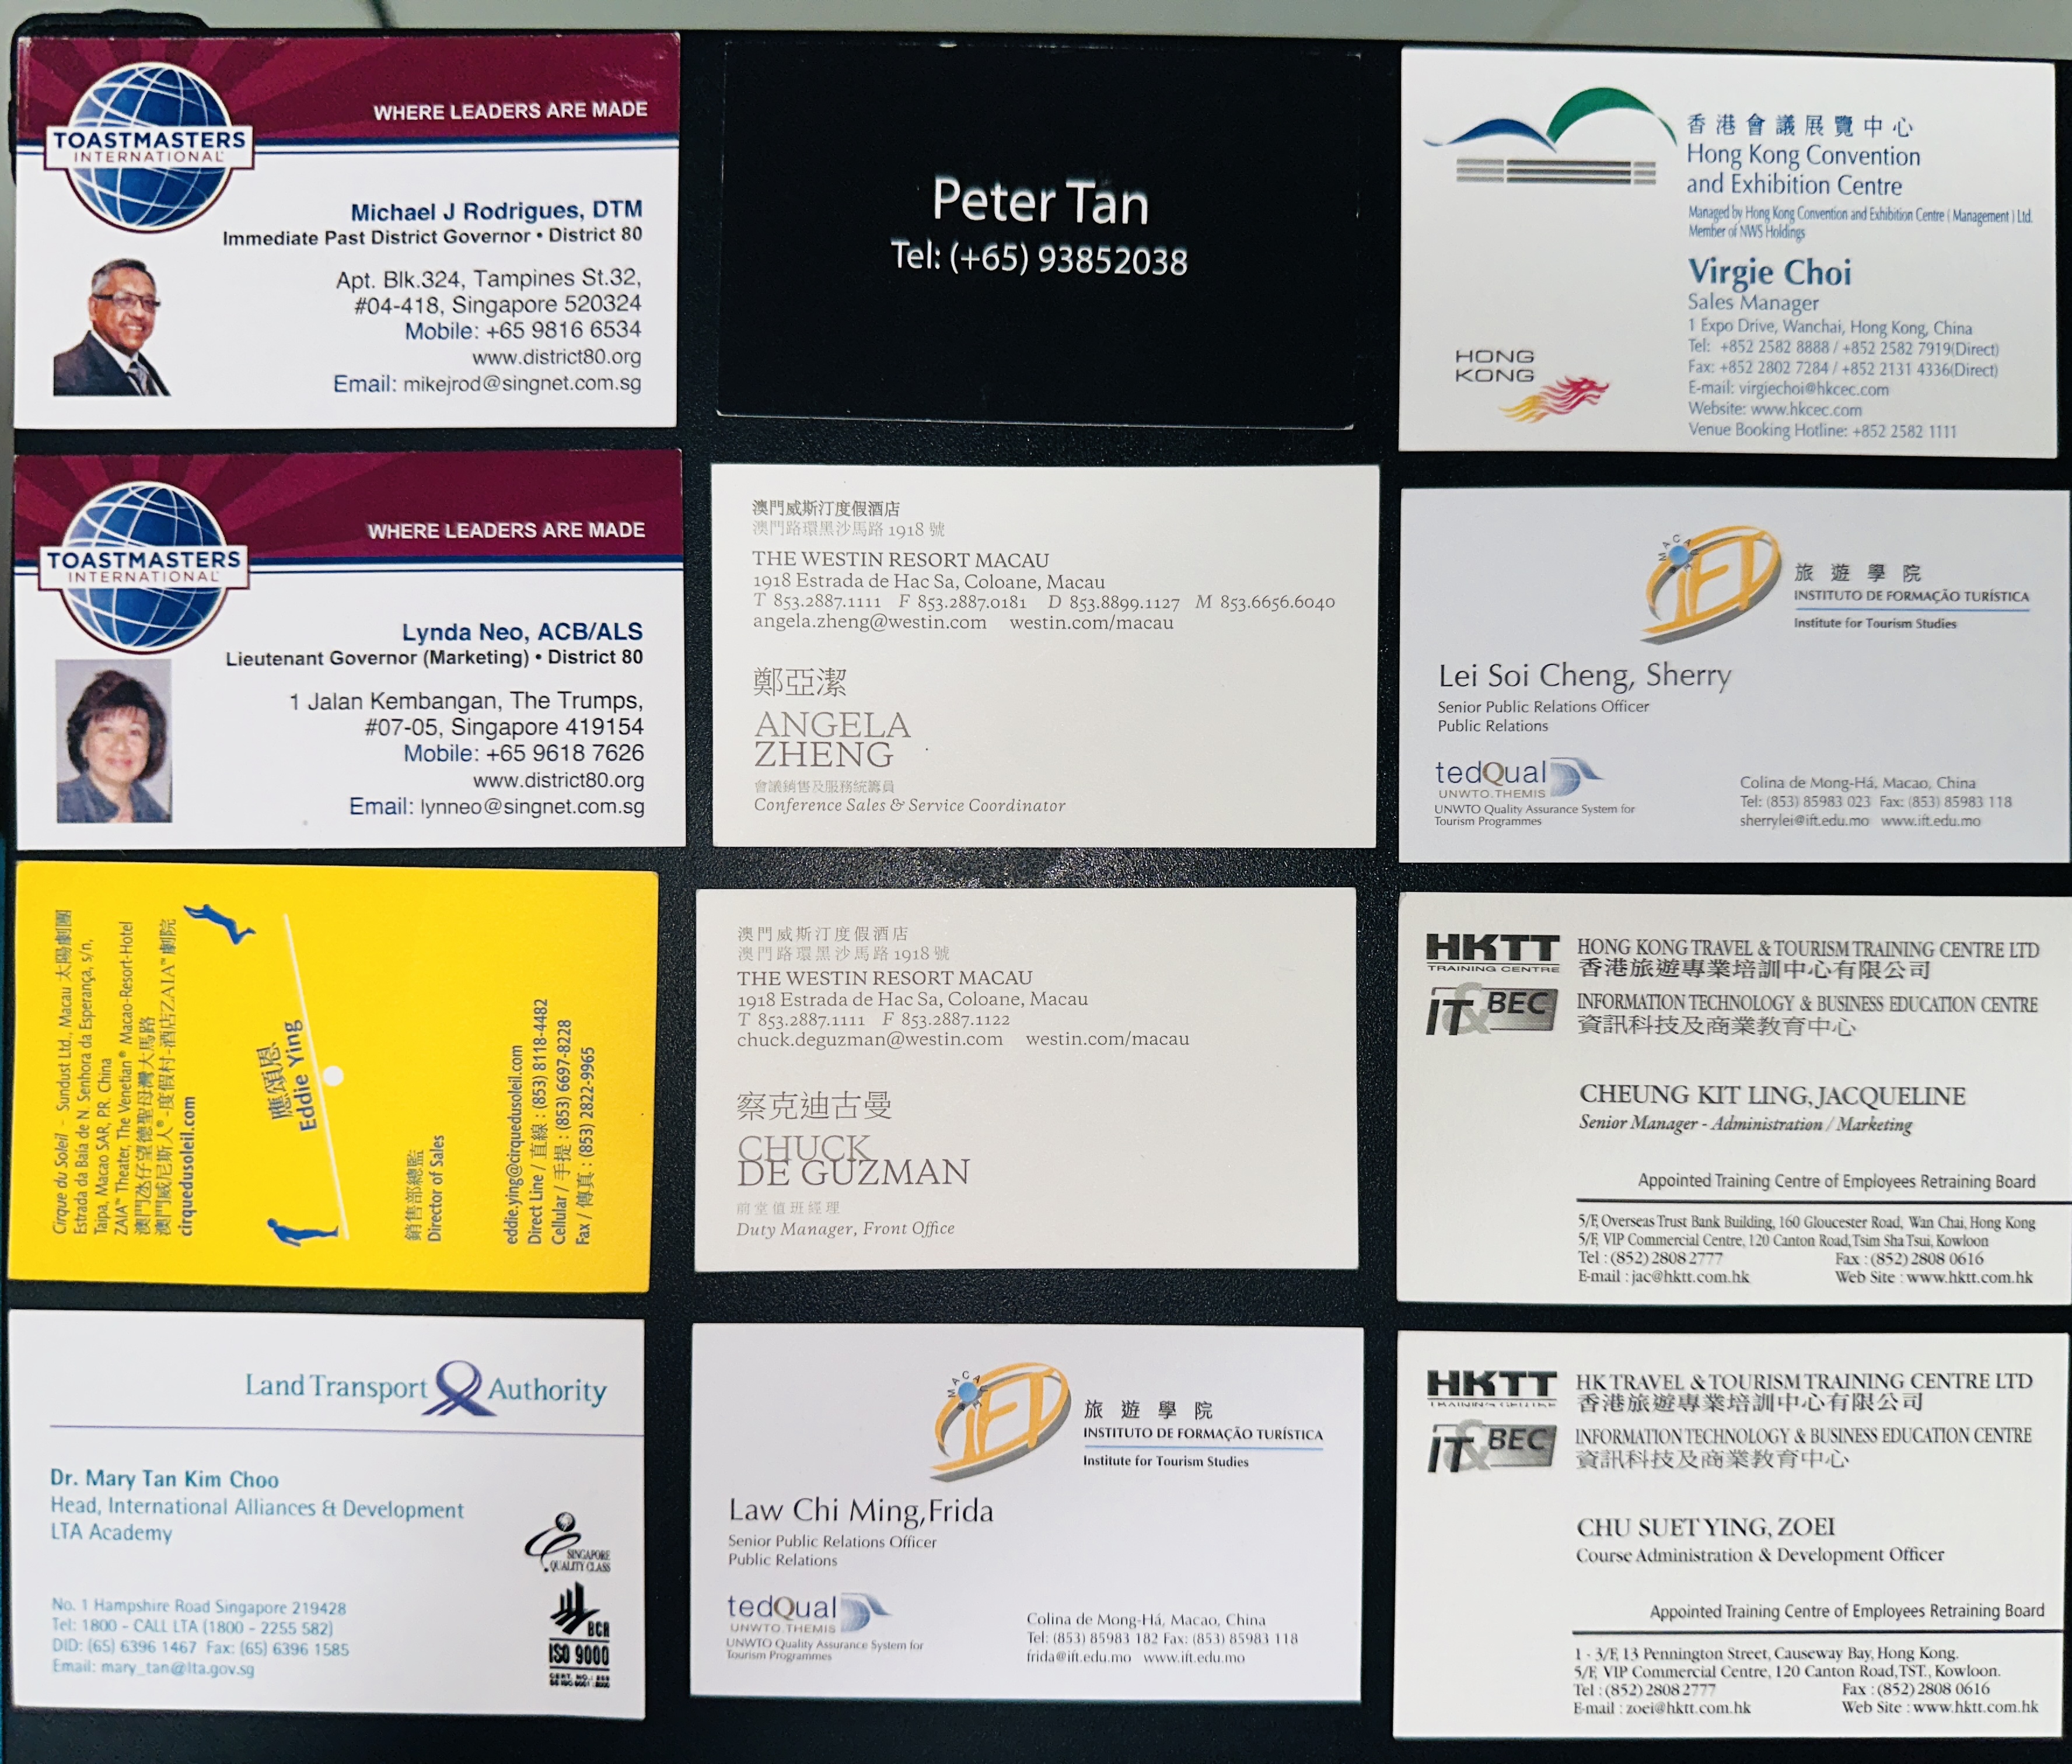 WHERE LEADERS ARE MADE
TOASTMASTERS
INTERNATIONAL
Michael J Rodrigues, DTM
Immediate Past District Governor • District 80
Apt. Blk.324, Tampines St.32,
#04-418, Singapore 520324
Mobile: +65 9816 6534
www.district80.org
Email: mikejrod@singnet.com.sg
Peter Tan
Tel: (+65) 93852038
香港會議展覽中心
Hong Kong Convention
and Exhibition Centre
Managed by Hong Kong Convention and Exhibition Centre (Management) Ltd.
Member of NWS Holdings
Virgie Choi
Sales Manager
1 Expo Drive, Wanchai, Hong Kong, China
Tel: +852 2582 8888 / +852 2582 7919(Direct)
Fax: +852 2802 7284 / +852 2131 4336(Direct)
E-mail: virgiechoi@hkcec.com
Website: www.hkcec.com
Venue Booking Hotline: +852 2582 1111
HONG
KONG
WHERE LEADERS ARE MADE
TOASTMASTERS
INTERNATIONAL
Lynda Neo, ACB/ALS
Lieutenant Governor (Marketing) • District 80
1 Jalan Kembangan, The Trumps,
#07-05, Singapore 419154
Mobile: +65 9618 7626
www.district80.org
Email: lynneo@singnet.com.sg
澳門威斯汀度假酒店
澳門路環黑沙馬路 1918 號
THE WESTIN RESORT MACAU
1918 Estrada de Hac Sa, Coloane, Macau
T 853.2887.1111 F 853.2887.0181 D 853.8899.1127 M 853.6656.6040
angela.zheng@westin.com westin.com/macau
鄭亞潔
ANGELA
ZHENG
會議銷售及服務統籌員
Conference Sales & Service Coordinator
MACAU
IFT
旅遊學院
INSTITUTO DE FORMAÇÃO TURÍSTICA
Institute for Tourism Studies
Lei Soi Cheng, Sherry
Senior Public Relations Officer
Public Relations
tedQual
UNWTO.THEMIS
UNWTO Quality Assurance System for
Tourism Programmes
Colina de Mong-Há, Macao, China
Tel: (853) 85983 023 Fax: (853) 85983 118
sherrylei@ift.edu.mo www.ift.edu.mo
Cirque du Soleil - Sundust Ltd., Macau 太陽劇團
Estrada da Baia de N. Senhora da Esperança, s/n,
Taipa, Macao SAR, P.R. China
ZAIA™ Theater, The Venetian® Macao-Resort-Hotel
澳門氹仔望德聖母灣大馬路
澳門威尼斯人®-度假村-酒店ZAIA™劇院
cirquedusoleil.com
應頌恩
Eddie Ying
銷售部總監
Director of Sales
eddie.ying@cirquedusoleil.com
Direct Line / 直線 : (853) 8118-4482
Cellular / 手提 : (853) 6697-8228
Fax / 傳真 : (853) 2822-9965
澳門威斯汀度假酒店
澳門路環黑沙馬路 1918 號
THE WESTIN RESORT MACAU
1918 Estrada de Hac Sa, Coloane, Macau
T 853.2887.1111 F 853.2887.1122
chuck.deguzman@westin.com westin.com/macau
察克迪古曼
CHUCK
DE GUZMAN
前堂值班經理
Duty Manager, Front Office
HKTT
TRAINING CENTRE
HONG KONG TRAVEL & TOURISM TRAINING CENTRE LTD
香港旅遊專業培訓中心有限公司
IT&BEC
INFORMATION TECHNOLOGY & BUSINESS EDUCATION CENTRE
資訊科技及商業教育中心
CHEUNG KIT LING, JACQUELINE
Senior Manager - Administration / Marketing
Appointed Training Centre of Employees Retraining Board
5/F, Overseas Trust Bank Building, 160 Gloucester Road, Wan Chai, Hong Kong
5/F, VIP Commercial Centre, 120 Canton Road, Tsim Sha Tsui, Kowloon
Tel : (852) 2808 2777 Fax : (852) 2808 0616
E-mail : jac@hktt.com.hk Web Site : www.hktt.com.hk
Land Transport Authority
Dr. Mary Tan Kim Choo
Head, International Alliances & Development
LTA Academy
SINGAPORE
QUALITY CLASS
No. 1 Hampshire Road Singapore 219428
Tel: 1800 - CALL LTA (1800 - 2255 582)
DID: (65) 6396 1467 Fax: (65) 6396 1585
Email: mary_tan@lta.gov.sg
BCA
ISO 9000
MACAU
IFT
旅遊學院
INSTITUTO DE FORMAÇÃO TURÍSTICA
Institute for Tourism Studies
Law Chi Ming,Frida
Senior Public Relations Officer
Public Relations
tedQual
UNWTO.THEMIS
UNWTO Quality Assurance System for
Tourism Programmes
Colina de Mong-Há, Macao, China
Tel: (853) 85983 182 Fax: (853) 85983 118
frida@ift.edu.mo www.ift.edu.mo
HKTT
TRAINING CENTRE
HK TRAVEL & TOURISM TRAINING CENTRE LTD
香港旅遊專業培訓中心有限公司
IT&BEC
INFORMATION TECHNOLOGY & BUSINESS EDUCATION CENTRE
資訊科技及商業教育中心
CHU SUET YING, ZOEI
Course Administration & Development Officer
Appointed Training Centre of Employees Retraining Board
1 - 3/F, 13 Pennington Street, Causeway Bay, Hong Kong.
5/F, VIP Commercial Centre, 120 Canton Road, TST., Kowloon.
Tel : (852) 2808 2777 Fax : (852) 2808 0616
E-mail : zoei@hktt.com.hk Web Site : www.hktt.com.hk